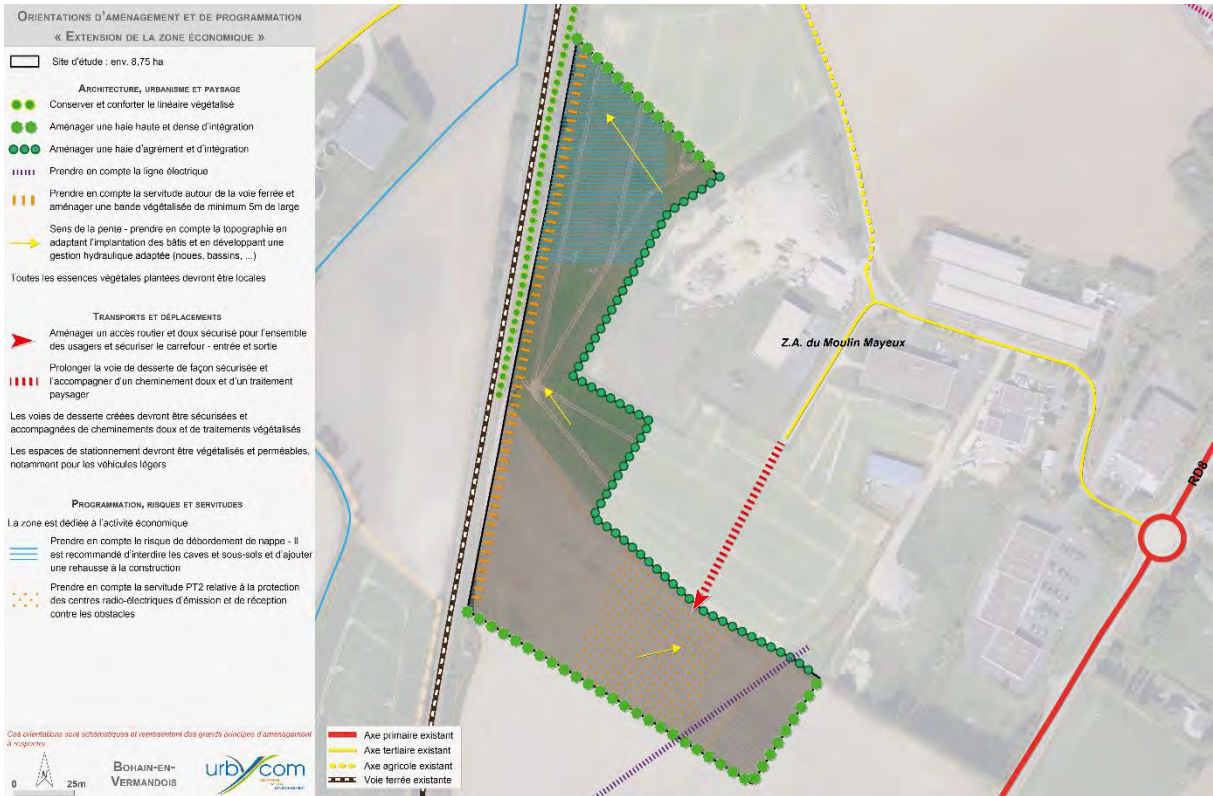 ORIENTATIONS D'AMÉNAGEMENT ET DE PROGRAMMATION
« EXTENSION DE LA ZONE ÉCONOMIQUE »
Site d'étude : env. 8,75 ha
ARCHITECTURE, URBANISME ET PAYSAGE
Conserver et conforter le linéaire végétalisé
Aménager une haie haute et dense d'intégration
Aménager une haie d'agrément et d'intégration
Prendre en compte la ligne électrique
Prendre en compte la servitude autour de la voie ferrée et
aménager une bande végétalisée de minimum 5m de large
Sens de la pente - prendre en compte la topographie en
adaptant l'implantation des bâtis et en développant une
gestion hydraulique adaptée (noues, bassins, ...)
Toutes les essences végétales plantées devront être locales
TRANSPORTS ET DÉPLACEMENTS
Aménager un accès routier et doux sécurisé pour l'ensemble
des usagers et sécuriser le carrefour - entrée et sortie
Prolonger la voie de desserte de façon sécurisée et
l'accompagner d'un cheminement doux et d'un traitement
paysager
Les voies de desserte créées devront être sécurisées et
accompagnées de cheminements doux et de traitements végétalisés
Les espaces de stationnement devront être végétalisés et perméables,
notamment pour les véhicules légers
PROGRAMMATION, RISQUES ET SERVITUDES
La zone est dédiée à l'activité économique
Prendre en compte le risque de débordement de nappe - Il
est recommandé d'interdire les caves et sous-sols et d'ajouter
une rehausse à la construction
Prendre en compte la servitude PT2 relative à la protection
des centres radio-électriques d'émission et de réception
contre les obstacles
Ces orientations sont schématiques et représentent des grands principes d'aménagement
à respecter
N
0 25m
BOHAIN-EN-
VERMANDOIS
urbycom
Axe primaire existant
Axe tertiaire existant
Axe agricole existant
Voie ferrée existante
Z.A. du Moulin Mayeux
RD8